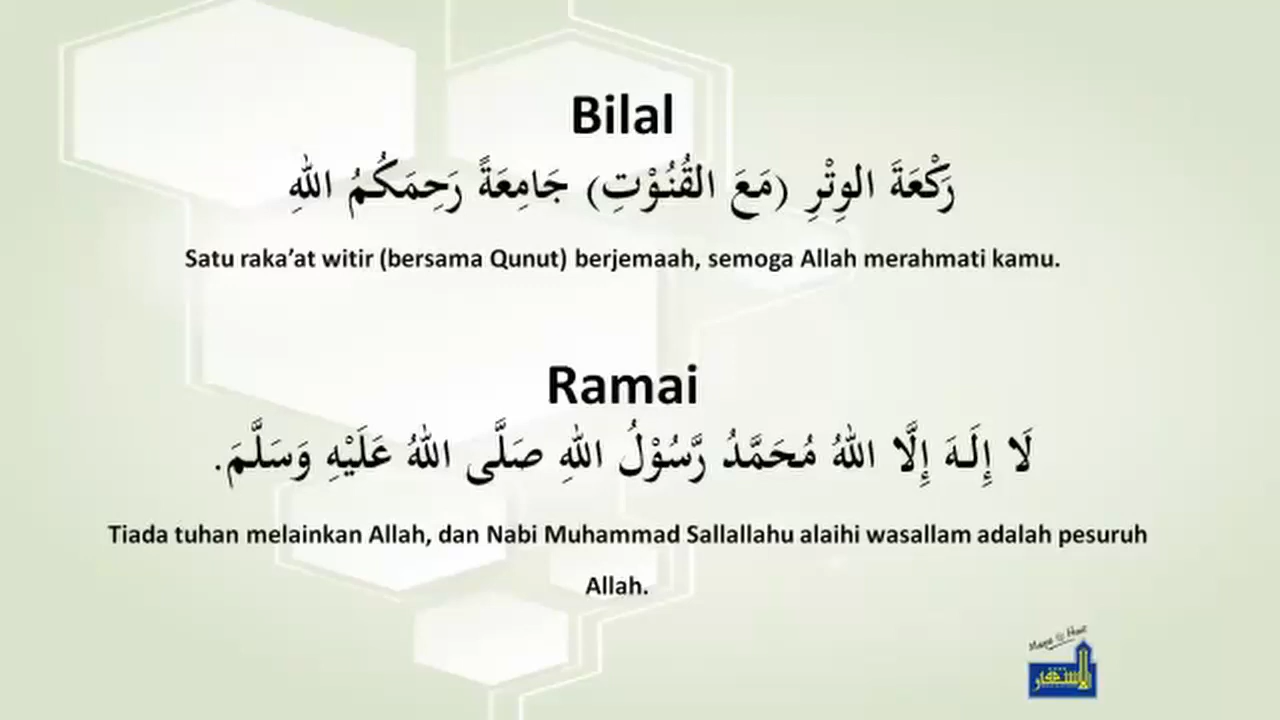 Bilal
رَكْعَةَ الوِتْرِ (مَعَ القُنُوْتِ) جَامِعَةً رَحِمَكُمُ اللهِ
Satu raka’at witir (bersama Qunut) berjemaah, semoga Allah merahmati kamu.
Ramai
لَا إِلَـهَ إِلَّا اللهُ مُحَمَّدُ رَّسُوْلُ اللهِ صَلَّى اللهُ عَلَيْهِ وَسَلَّمَ.
Tiada tuhan melainkan Allah, dan Nabi Muhammad Sallallahu alaihi wasallam adalah pesuruh
Allah.